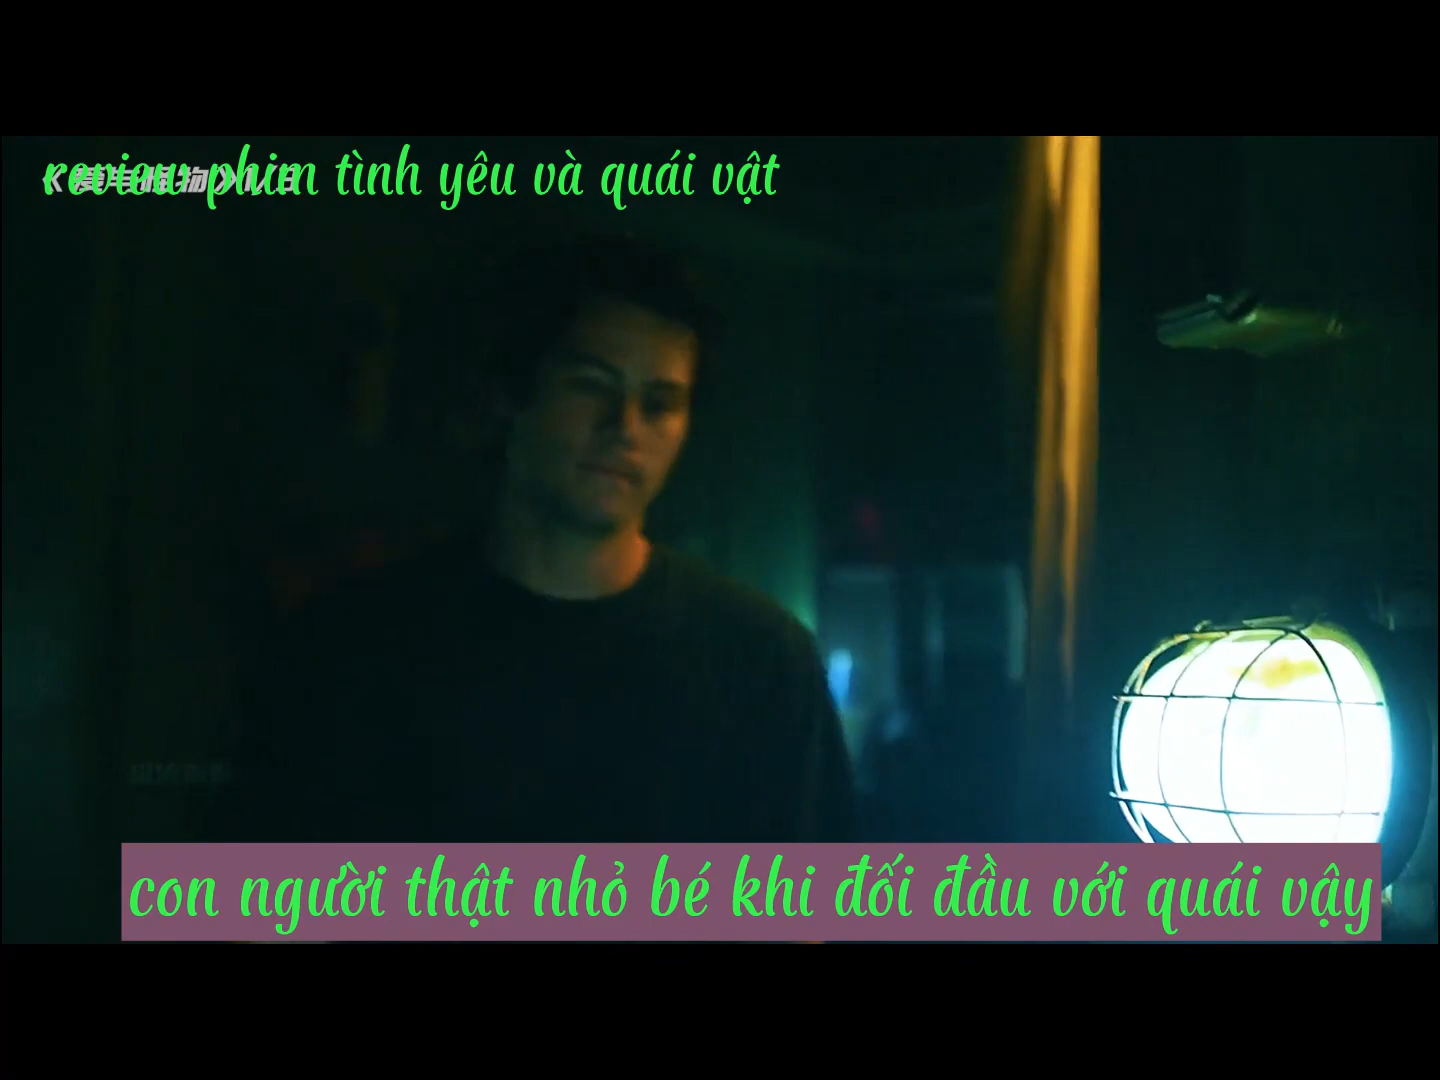 review phim tình yêu và quái vật
con người thật nhỏ bé khi đối đầu với quái vậy